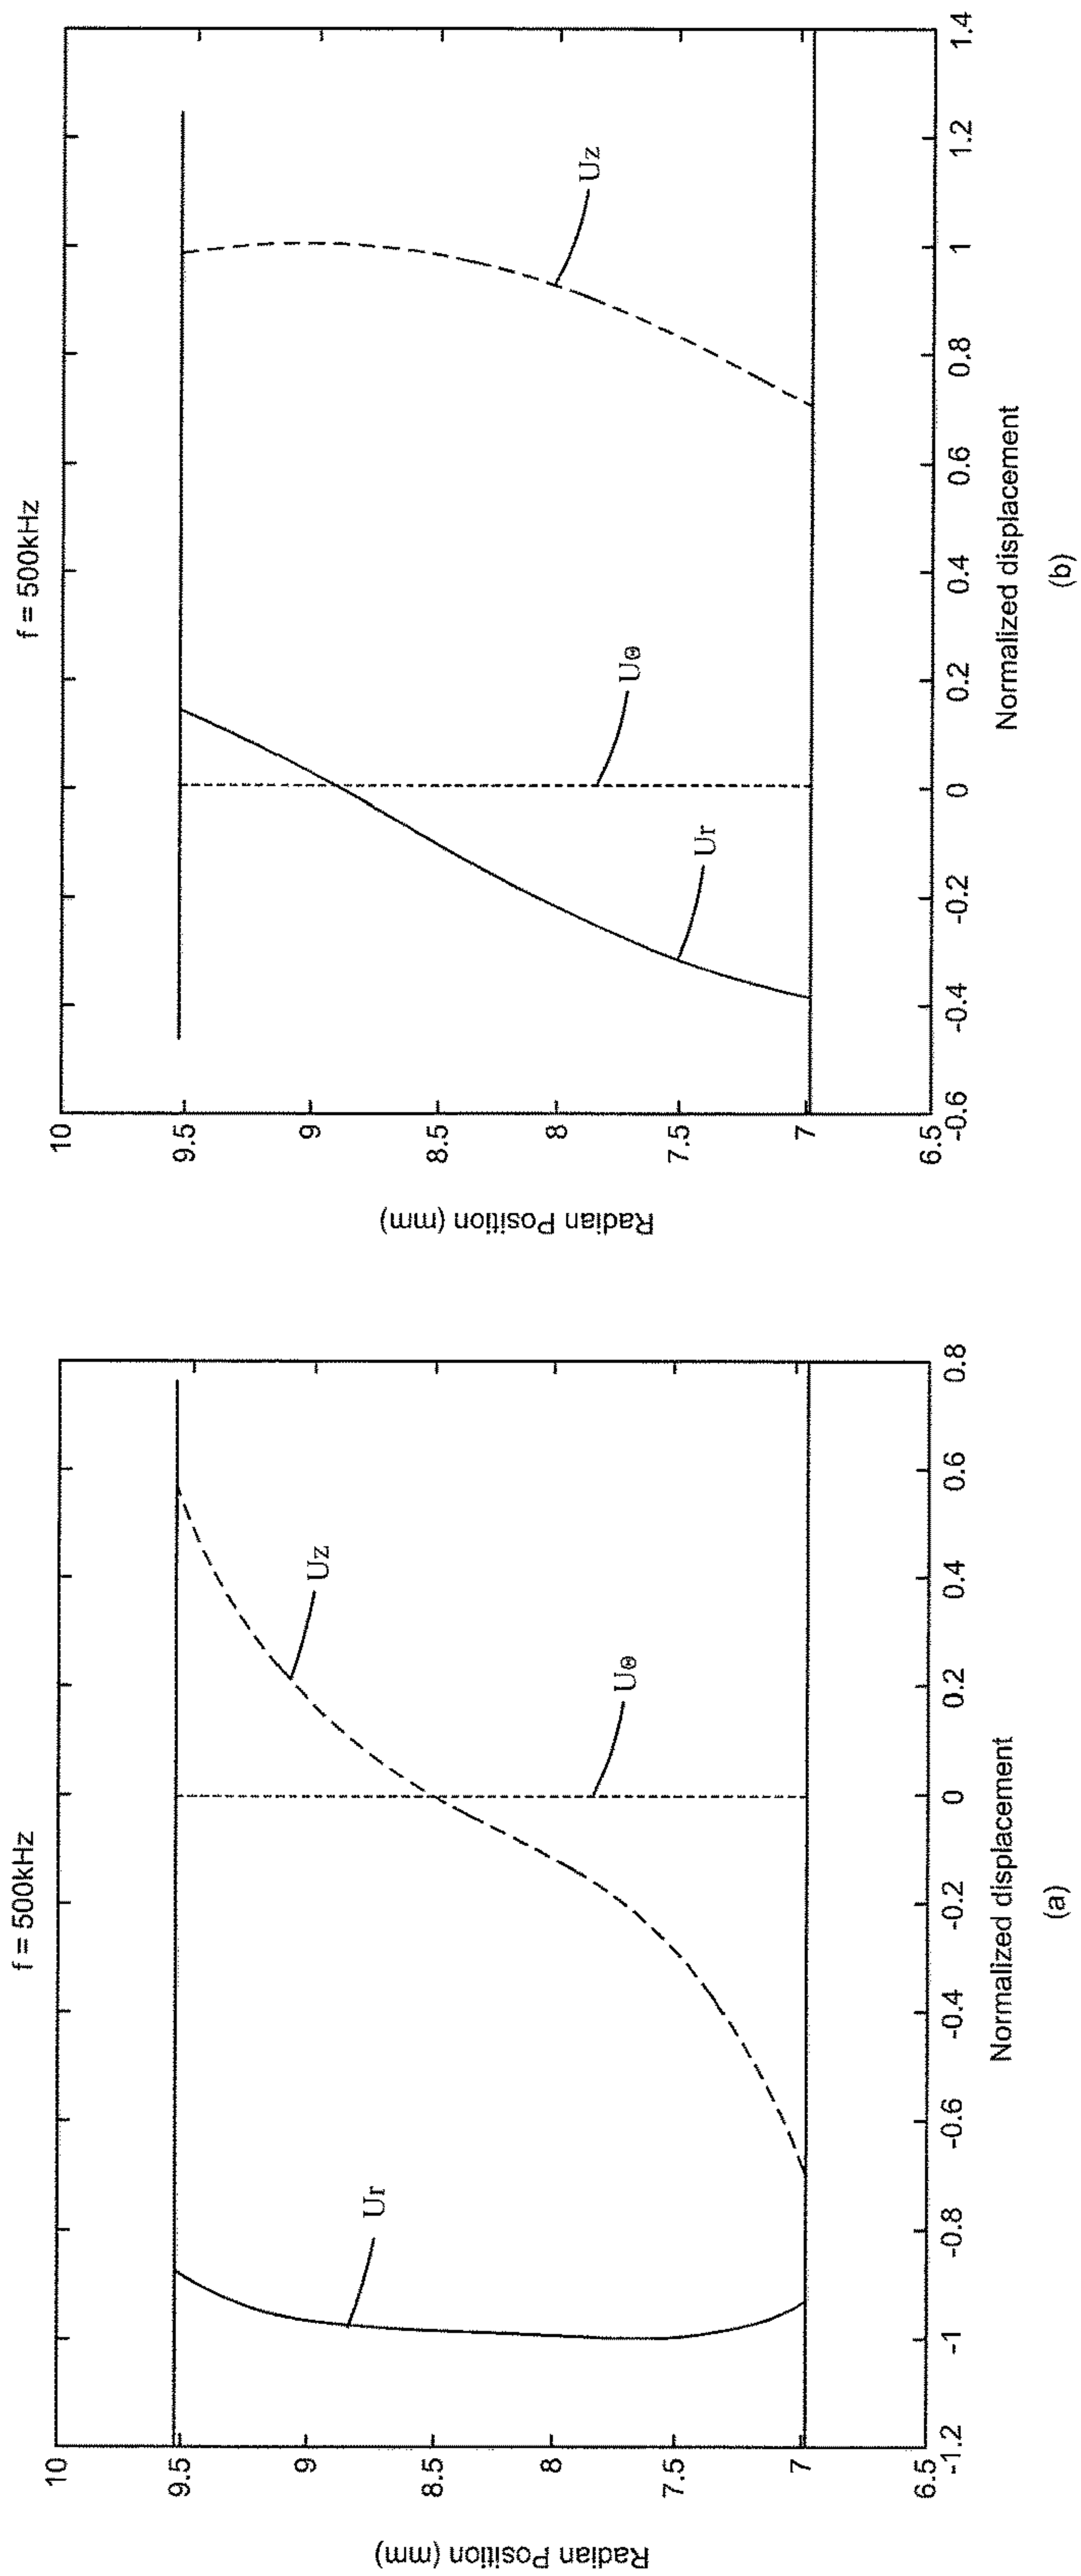 f = 500kHz
10
9.5
9
8.5
8
7.5
7
6.5
Radian Position (mm)
Ur
Uz
UΘ
-1.2
-1
-0.8
-0.6
-0.4
-0.2
0
0.2
0.4
0.6
0.8
Normalized displacement
(a)
f = 500kHz
10
9.5
9
8.5
8
7.5
7
6.5
Radian Position (mm)
Uz
UΘ
Ur
-0.6
-0.4
-0.2
0
0.2
0.4
0.6
0.8
1
1.2
1.4
Normalized displacement
(b)